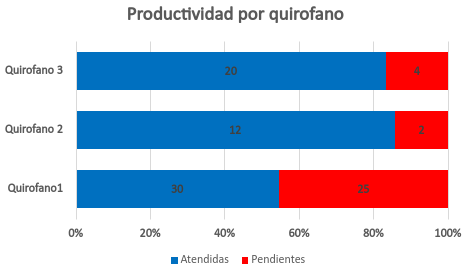 Productividad por quirofano
Quirofano 3
20
4
Quirofano 2
12
2
Quirofano1
30
25
0%
20%
40%
60%
80%
100%
Atendidas
Pendientes